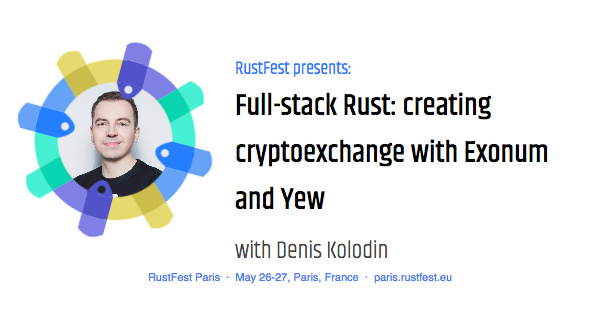 RustFest presents:
Full-stack Rust: creating
cryptoexchange with Exonum
and Yew
with Denis Kolodin
RustFest Paris · May 26-27, Paris, France · paris.rustfest.eu